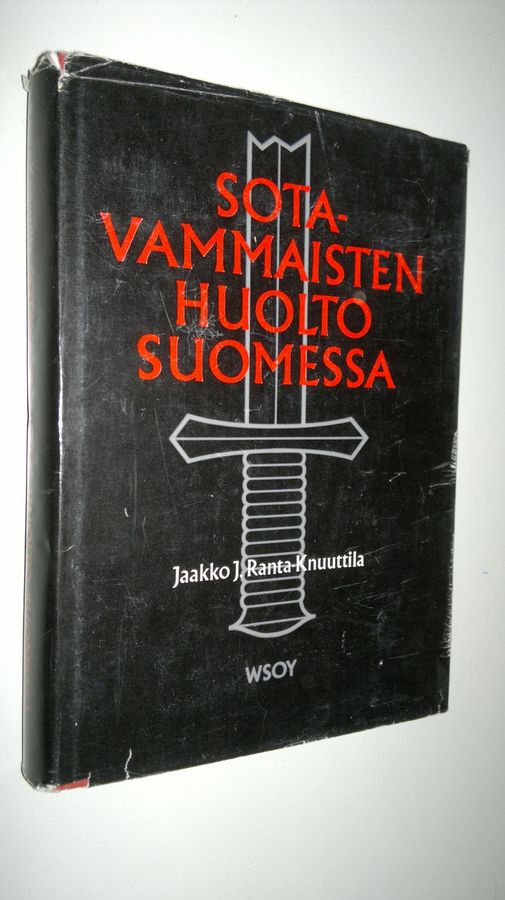 SOTA-
VAMMAISTEN
HUOLTO
SUOMESSA
Jaakko J. Ranta-Knuuttila
WSOY